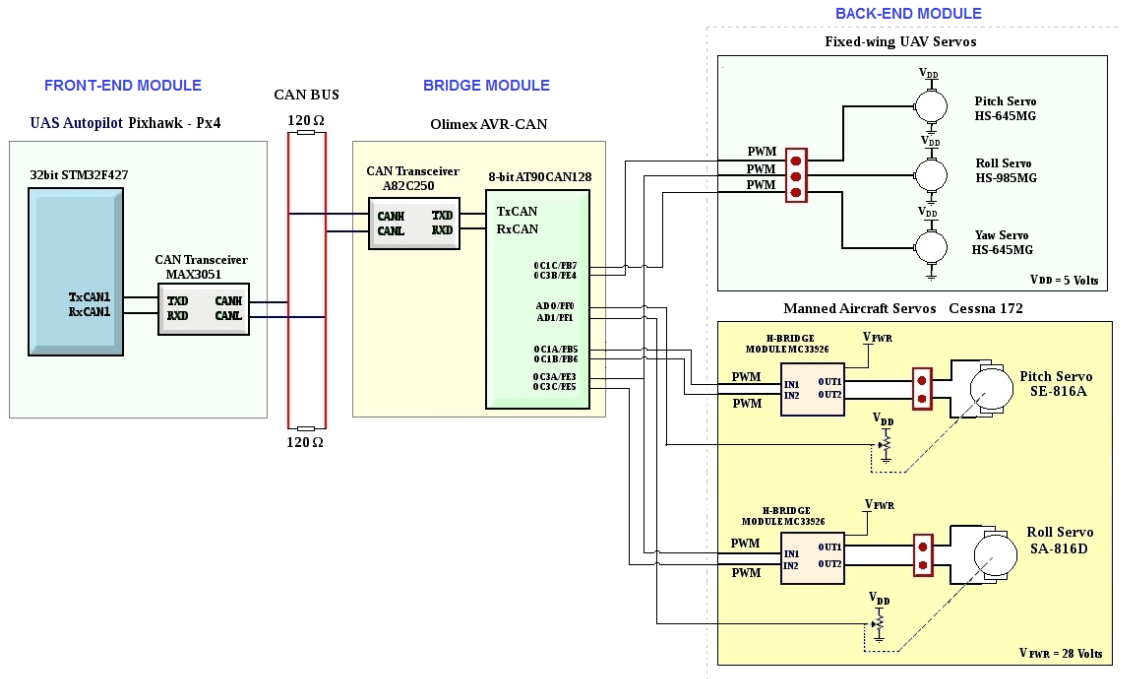 BACK-END MODULE
Fixed-wing UAV Servos
FRONT-END MODULE
CAN BUS
BRIDGE MODULE
120 Ω
UAS Autopilot Pixhawk - Px4
Olimex AVR-CAN
32bit STM32F427
CAN Transceiver
A82C250
8-bit AT90CAN128
CANH TXD
CANL RXD
TxCAN
RxCAN
CAN Transceiver
MAX3051
TxCAN1
RxCAN1
TXD CANH
RXD CANL
OC1C/PB7
OC3B/PE4
AD0/PF0
AD1/PF1
OC1A/PB5
OC1B/PB6
OC3A/PE3
OC3C/PE5
120 Ω
PWM
PWM
PWM
VDD
Pitch Servo
HS-645MG
VDD
Roll Servo
HS-985MG
VDD
Yaw Servo
HS-645MG
VDD = 5 Volts
Manned Aircraft Servos Cessna 172
H-BRIDGE
MODULE MC33926
VPWR
PWM
PWM
IN1 OUT1
IN2 OUT2
Pitch Servo
SE-816A
VDD
H-BRIDGE
MODULE MC33926
VPWR
PWM
PWM
IN1 OUT1
IN2 OUT2
Roll Servo
SA-816D
VDD
VPWR = 28 Volts